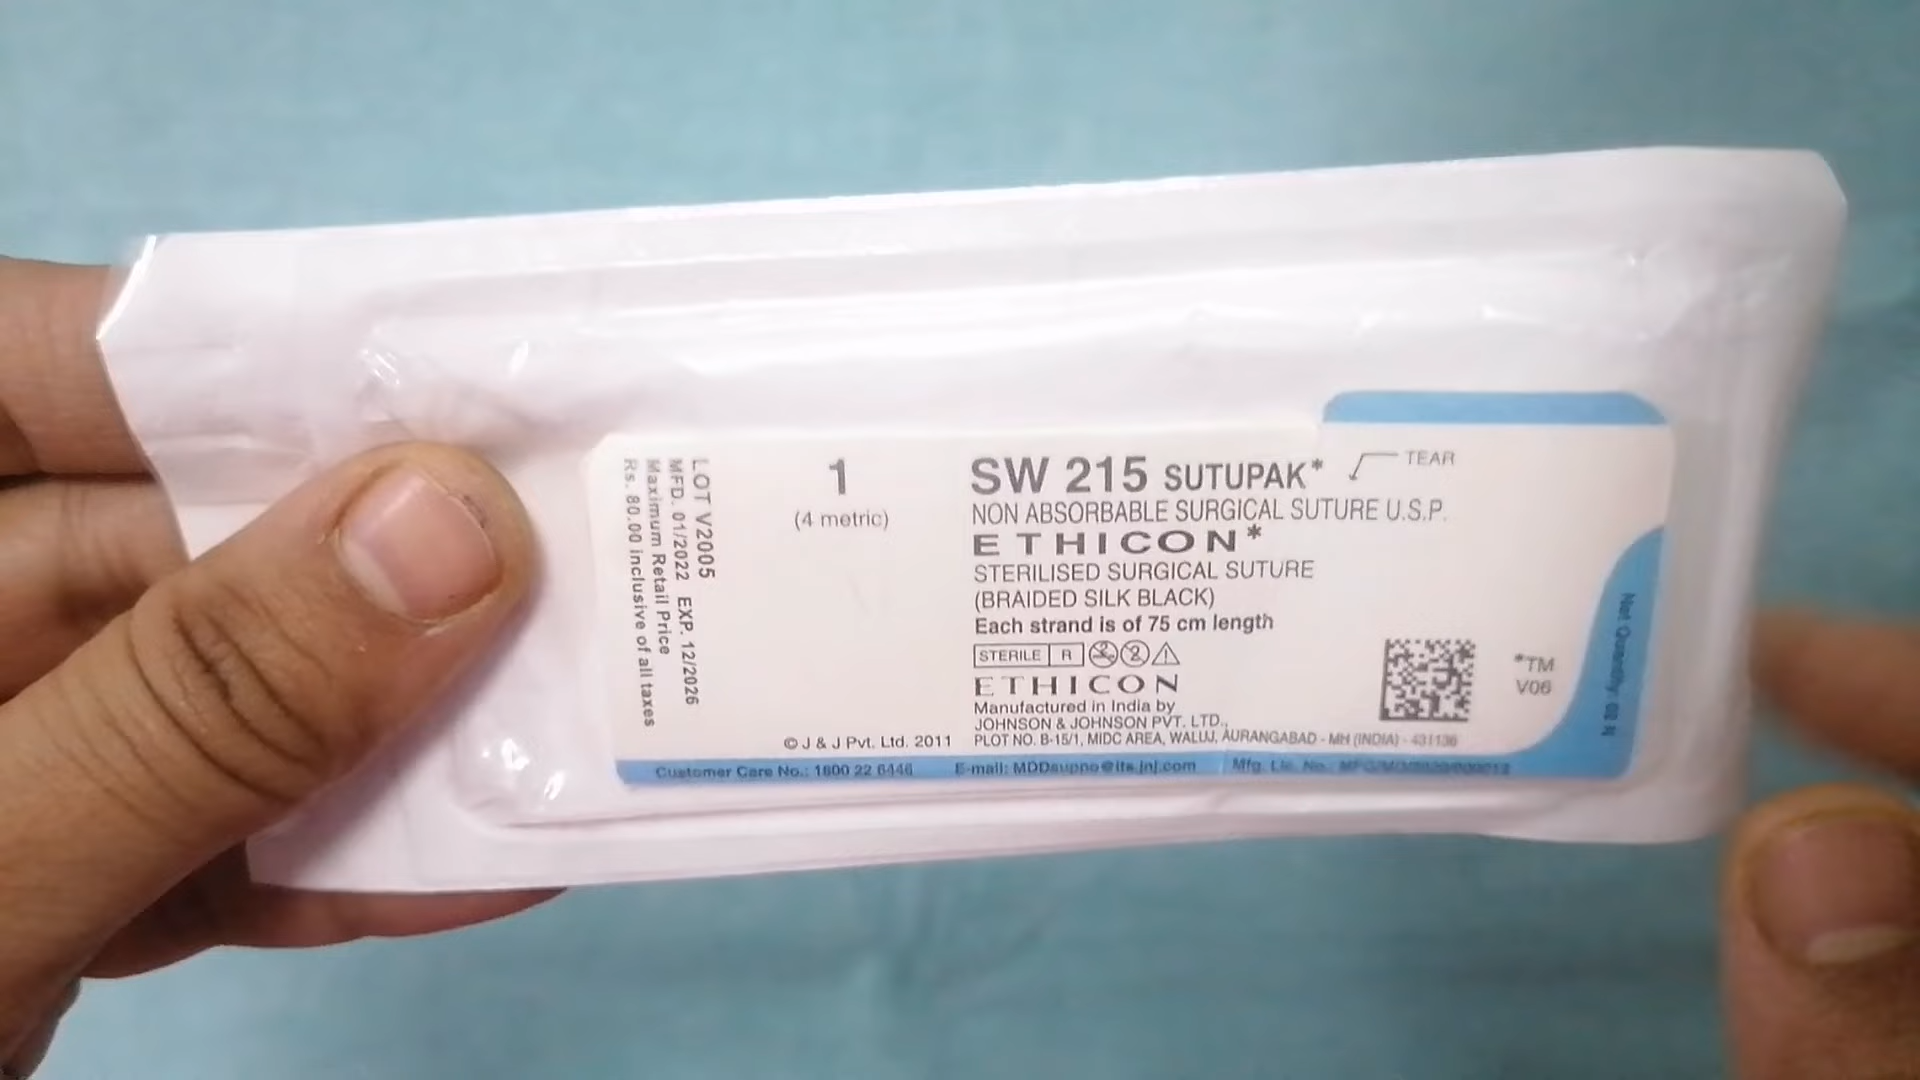 LOT V2005
MFD. 01/2022 EXP. 12/2026
Maximum Retail Price
Rs. 80.00 inclusive of all taxes
1
(4 metric)
SW 215 SUTUPAK*
TEAR
NON ABSORBABLE SURGICAL SUTURE U.S.P.
ETHICON*
STERILISED SURGICAL SUTURE
(BRAIDED SILK BLACK)
Each strand is of 75 cm length
STERILE R
2
ETHICON
Manufactured in India by
JOHNSON & JOHNSON PVT. LTD.,
PLOT NO. B-15/1, MIDC AREA, WALUJ, AURANGABAD - MH (INDIA) - 431136
© J & J Pvt. Ltd. 2011
*TM
V06
Net Quantity:
Customer Care No.: 1800 22 6446 E-mail: MDDsuppo@its.jnj.com Mfg. Lic. No.: